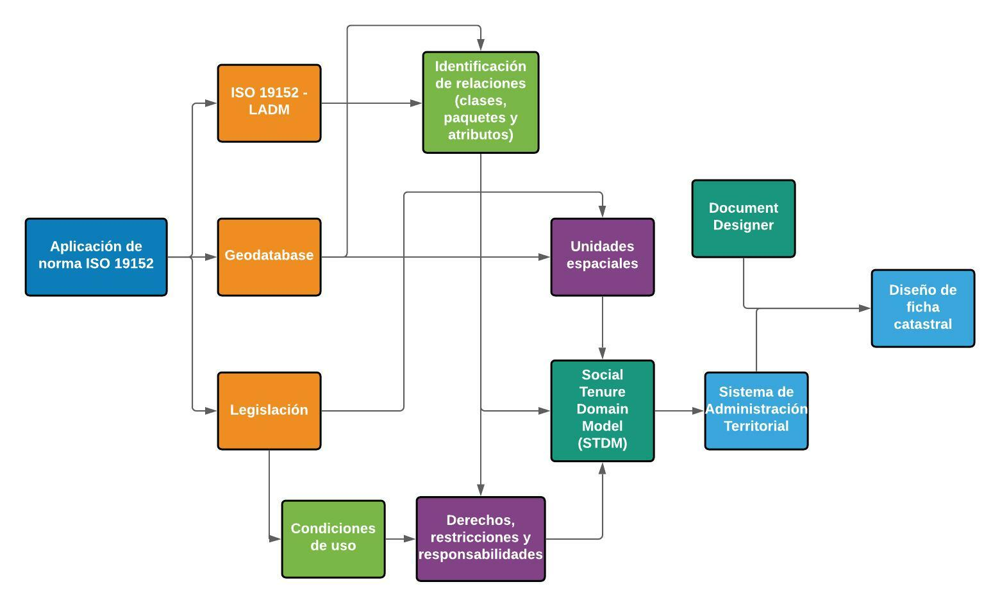 Identificación
de relaciones
(clases,
paquetes y
atributos)
ISO 19152 -
LADM
Document
Designer
Aplicación de
norma ISO 19152
Geodatabase
Unidades
espaciales
Diseño de
ficha
catastral
Legislación
Social
Tenure
Domain
Model
(STDM)
Sistema de
Administración
Territorial
Condiciones
de uso
Derechos,
restricciones y
responsabilidades